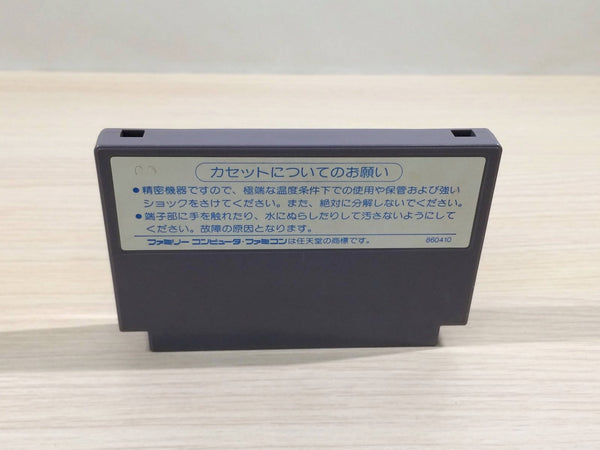 カセットについてのお願い
●精密機器ですので、極端な温度条件下での使用や保管および強い
ショックをさけてください。また、絶対に分解しないでください。
●端子部に手を触れたり、水にぬらしたりして汚さないようにして
ください。故障の原因となります。
ファミリーコンピュータ・ファミコンは任天堂の商標です。 860410